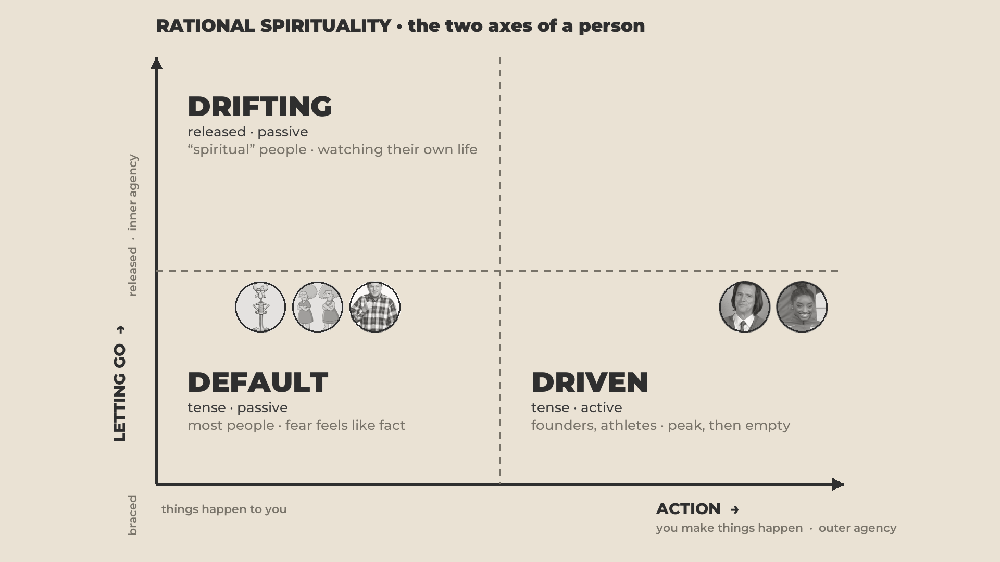 RATIONAL SPIRITUALITY · the two axes of a person
DRIFTING
released · passive
“spiritual” people · watching their own life
released · inner agency
LETTING GO →
braced
DEFAULT
tense · passive
most people · fear feels like fact
DRIVEN
tense · active
founders, athletes · peak, then empty
things happen to you
ACTION →
you make things happen · outer agency